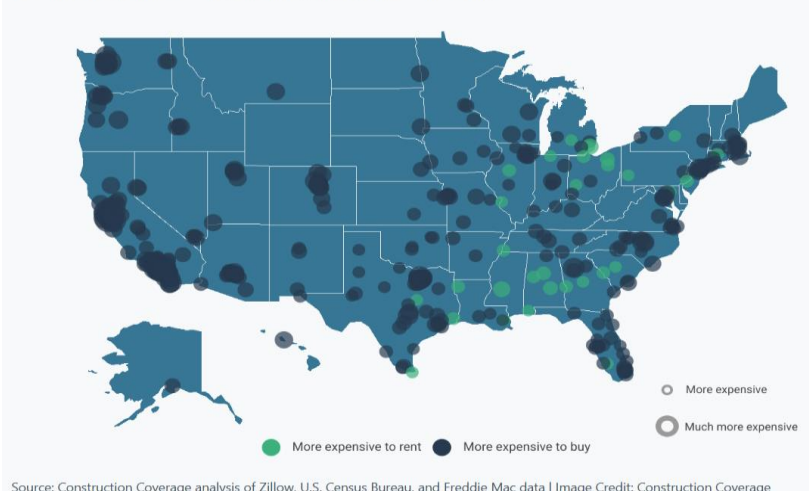 More expensive
Much more expensive
More expensive to rent More expensive to buy
Source: Construction Coverage analysis of Zillow, U.S. Census Bureau, and Freddie Mac data | Image Credit: Construction Coverage